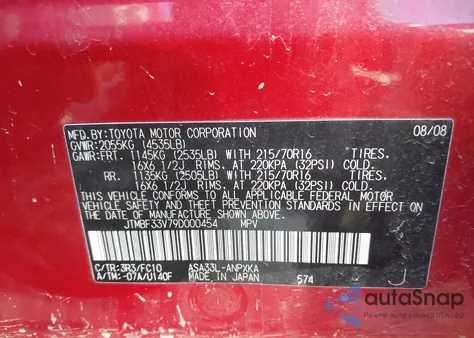 MFD.BY: TOYOTA MOTOR CORPORATION 08/08
GVWR: 2055KG (4535LB)
GAWR: FRT. 1145KG (2535LB) WITH 215/70R16 TIRES.
16X6 1/2J RIMS. AT 220KPA (32PSI) COLD.
RR. 1135KG (2505LB) WITH 215/70R16 TIRES.
16X6 1/2J RIMS. AT 220KPA (32PSI) COLD.
THIS VEHICLE CONFORMS TO ALL APPLICABLE FEDERAL MOTOR
VEHICLE SAFETY AND THEFT PREVENTION STANDARDS IN
EFFECT ON THE DATE OF MANUFACTURE SHOWN ABOVE.
JTMBF33V79D000454 MPV
C/TR: 3R3/FC10 ASA33L-ANPXKA
A/TM: -07A/U140F MADE IN JAPAN 574
autoSnap